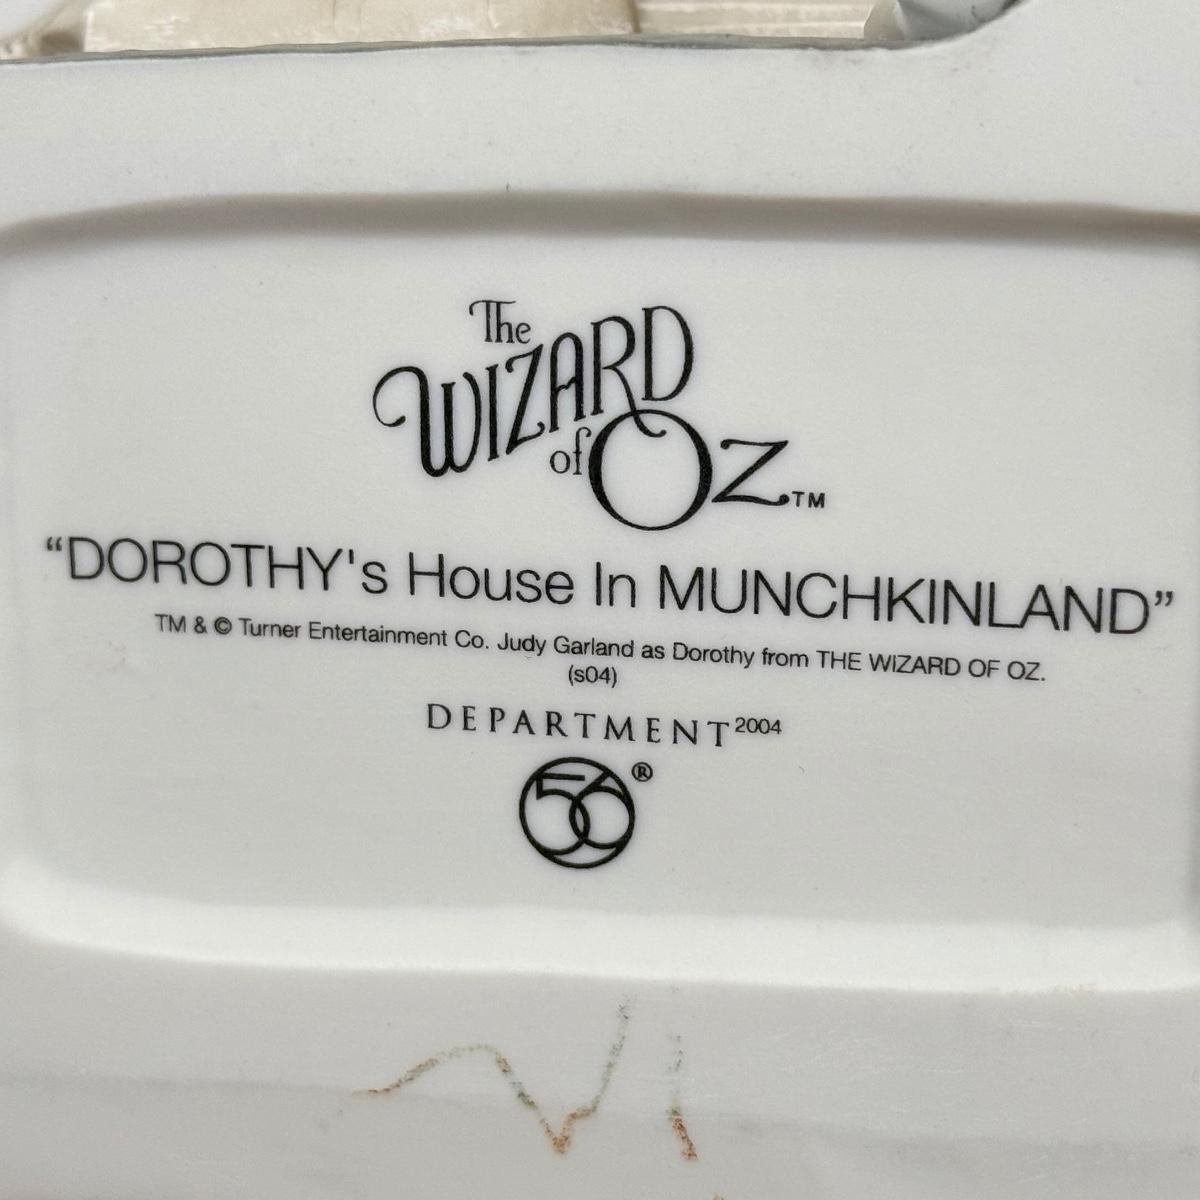 The
WIZARD
of OZ™
“DOROTHY's House In MUNCHKINLAND”
TM & © Turner Entertainment Co. Judy Garland as Dorothy from THE WIZARD OF OZ.
(s04)
DEPARTMENT 2004
56®